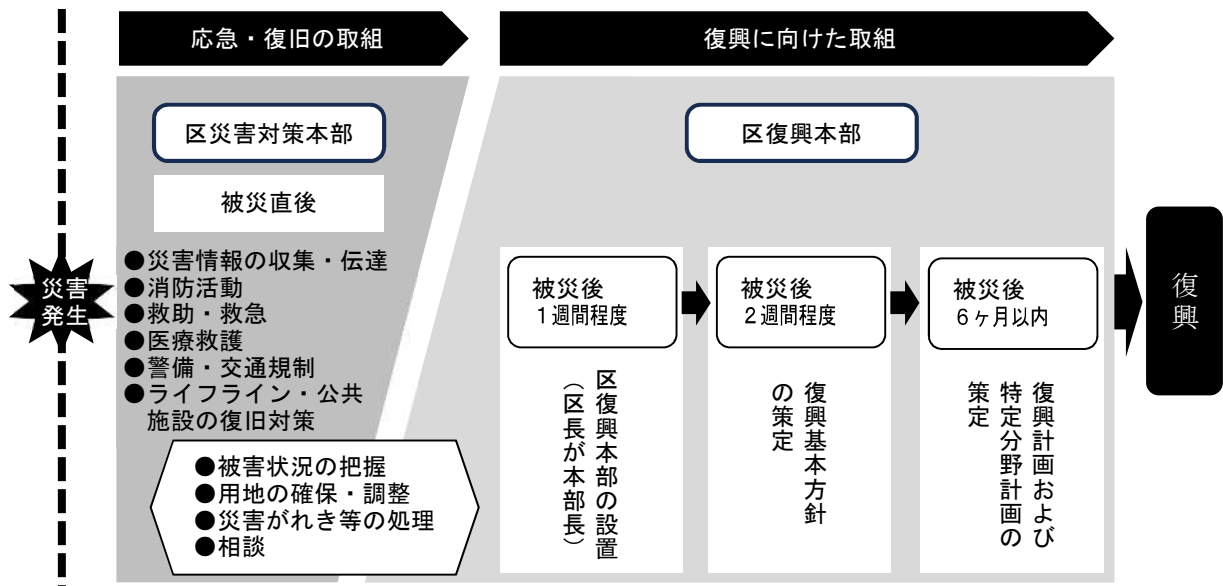 応急・復旧の取組
復興に向けた取組
区災害対策本部
被災直後
災害
発生
●災害情報の収集・伝達
●消防活動
●救助・救急
●医療救護
●警備・交通規制
●ライフライン・公共
施設の復旧対策
●被害状況の把握
●用地の確保・調整
●災害がれき等の処理
●相談
区復興本部
被災後
1週間程度
区復興本部の設置
（区長が本部長）
被災後
2週間程度
復興基本方針
の策定
被災後
6ヶ月以内
復興計画および
特定分野計画の
策定
復興